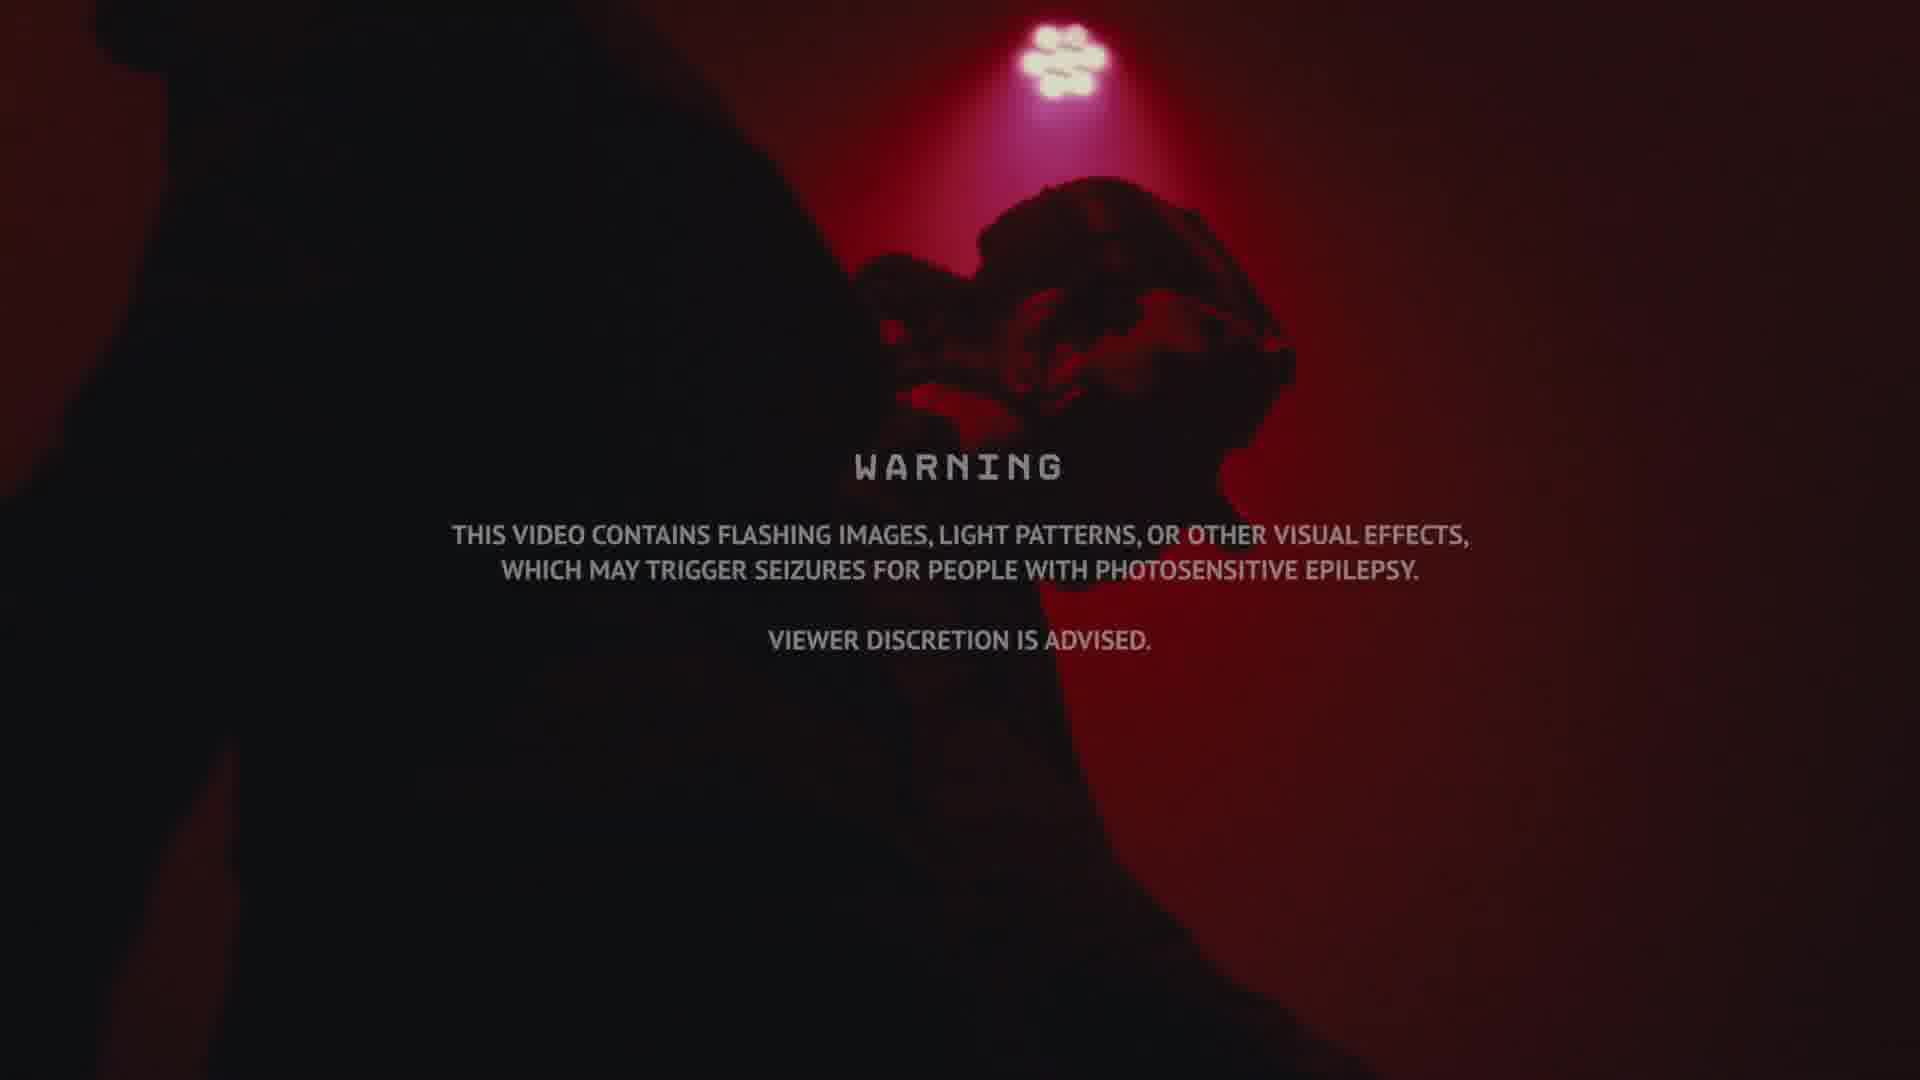 WARNING
THIS VIDEO CONTAINS FLASHING IMAGES, LIGHT PATTERNS, OR OTHER VISUAL EFFECTS,
WHICH MAY TRIGGER SEIZURES FOR PEOPLE WITH PHOTOSENSITIVE EPILEPSY.
VIEWER DISCRETION IS ADVISED.